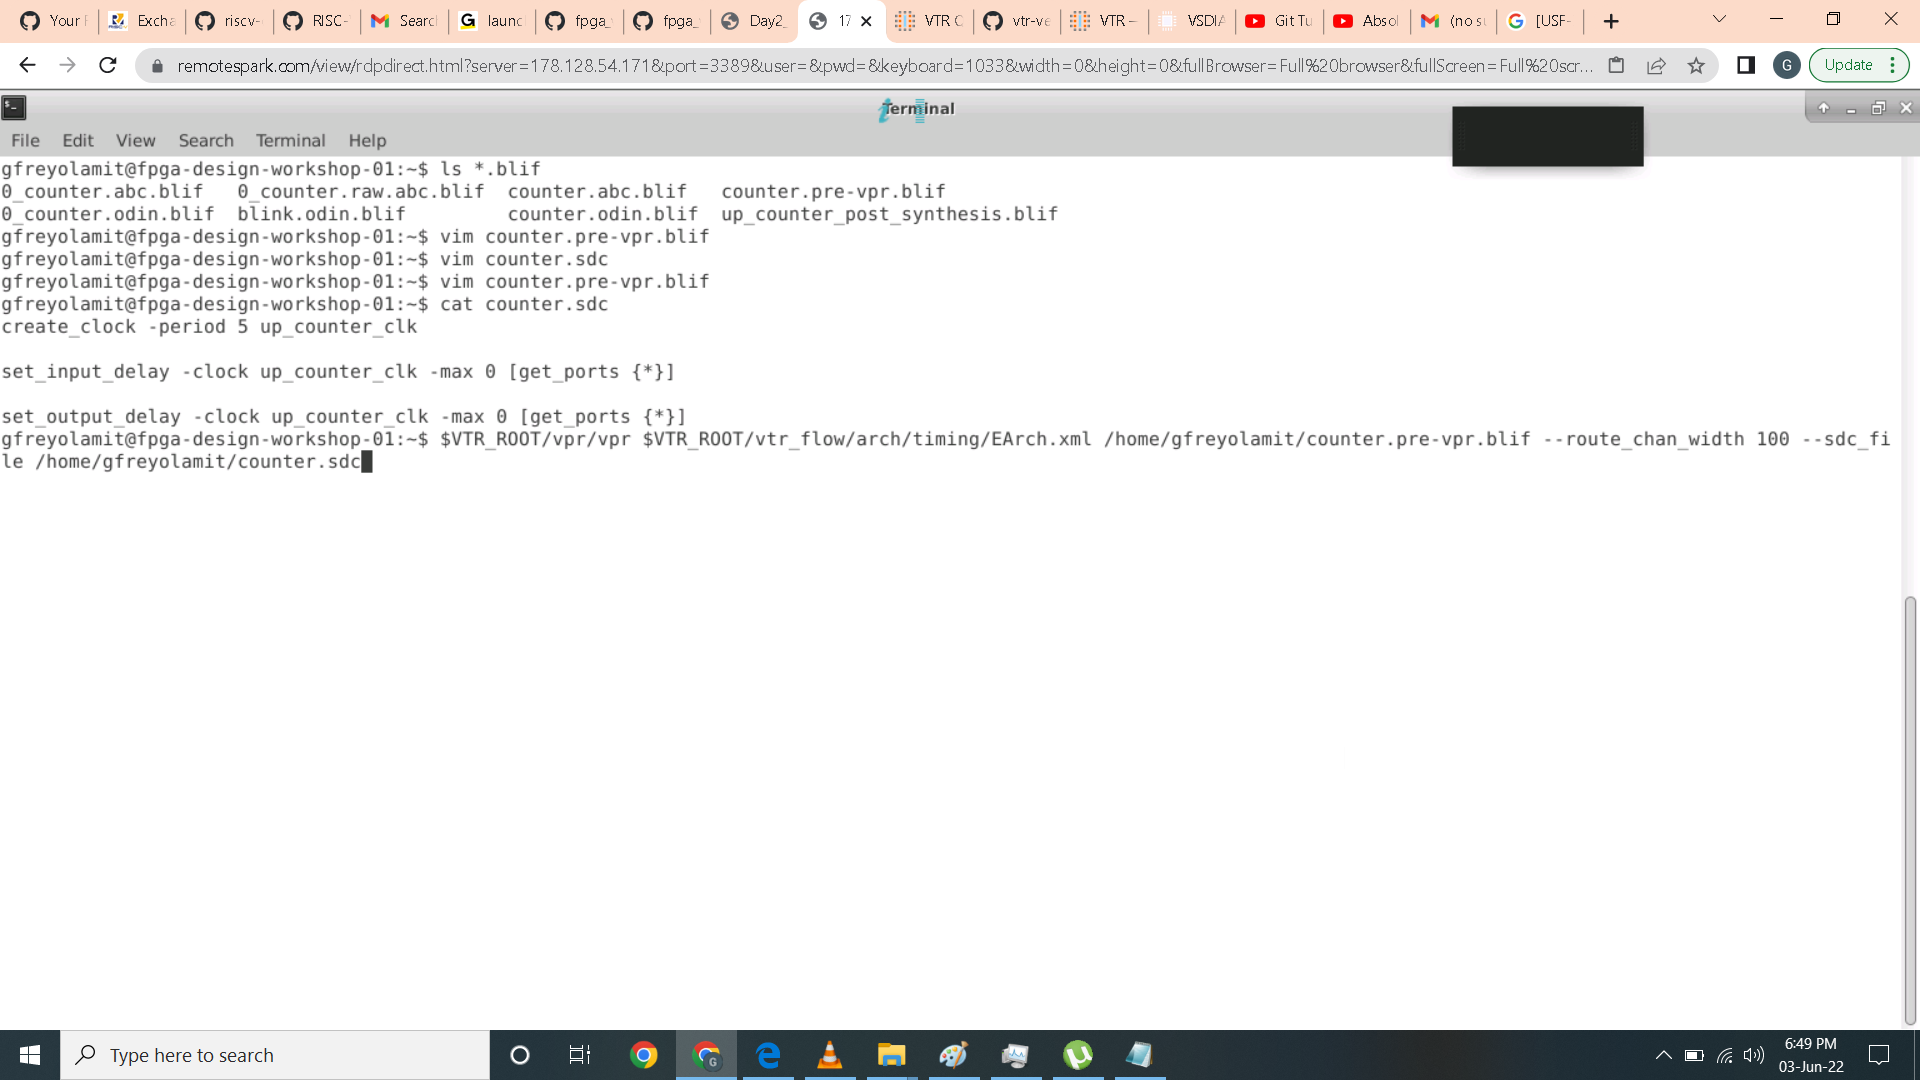 Your
Excha
riscv-
RISC-
Searc
launc
fpga_
fpga_
Day2_
17
VTR C
vtr-ve
VTR —
VSDIA
Git Tu
Absol
(no su
[USF-
remotespark.com/view/rdpdirect.html?server=178.128.54.171&port=3389&user=&pwd=&keyboard=1033&width=0&height=0&fullBrowser=Full%20browser&fullScreen=Full%20scr...
G
Update
Terminal
File Edit View Search Terminal Help
gfreyolamit@fpga-design-workshop-01:~$ ls *.blif
0_counter.abc.blif 0_counter.raw.abc.blif counter.abc.blif counter.pre-vpr.blif
0_counter.odin.blif blink.odin.blif counter.odin.blif up_counter_post_synthesis.blif
gfreyolamit@fpga-design-workshop-01:~$ vim counter.pre-vpr.blif
gfreyolamit@fpga-design-workshop-01:~$ vim counter.sdc
gfreyolamit@fpga-design-workshop-01:~$ vim counter.pre-vpr.blif
gfreyolamit@fpga-design-workshop-01:~$ cat counter.sdc
create_clock -period 5 up_counter_clk
set_input_delay -clock up_counter_clk -max 0 [get_ports {*}]
set_output_delay -clock up_counter_clk -max 0 [get_ports {*}]
gfreyolamit@fpga-design-workshop-01:~$ $VTR_ROOT/vpr/vpr $VTR_ROOT/vtr_flow/arch/timing/EArch.xml /home/gfreyolamit/counter.pre-vpr.blif --route_chan_width 100 --sdc_fi
le /home/gfreyolamit/counter.sdc
Type here to search
6:49 PM
03-Jun-22